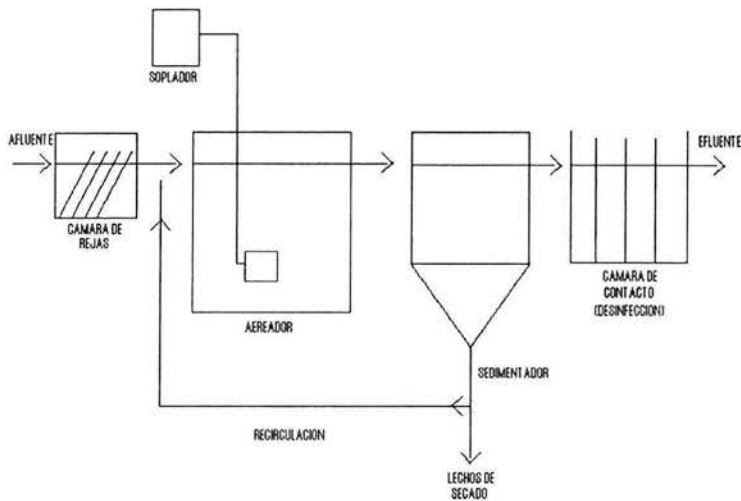 SOPLADOR
AFLUENTE
EFLUENTE
CAMARA DE
REJAS
AEREADOR
CAMARA DE
CONTACTO
(DESINFECCION)
SEDIMENTADOR
RECIRCULACION
LECHOS DE
SECADO